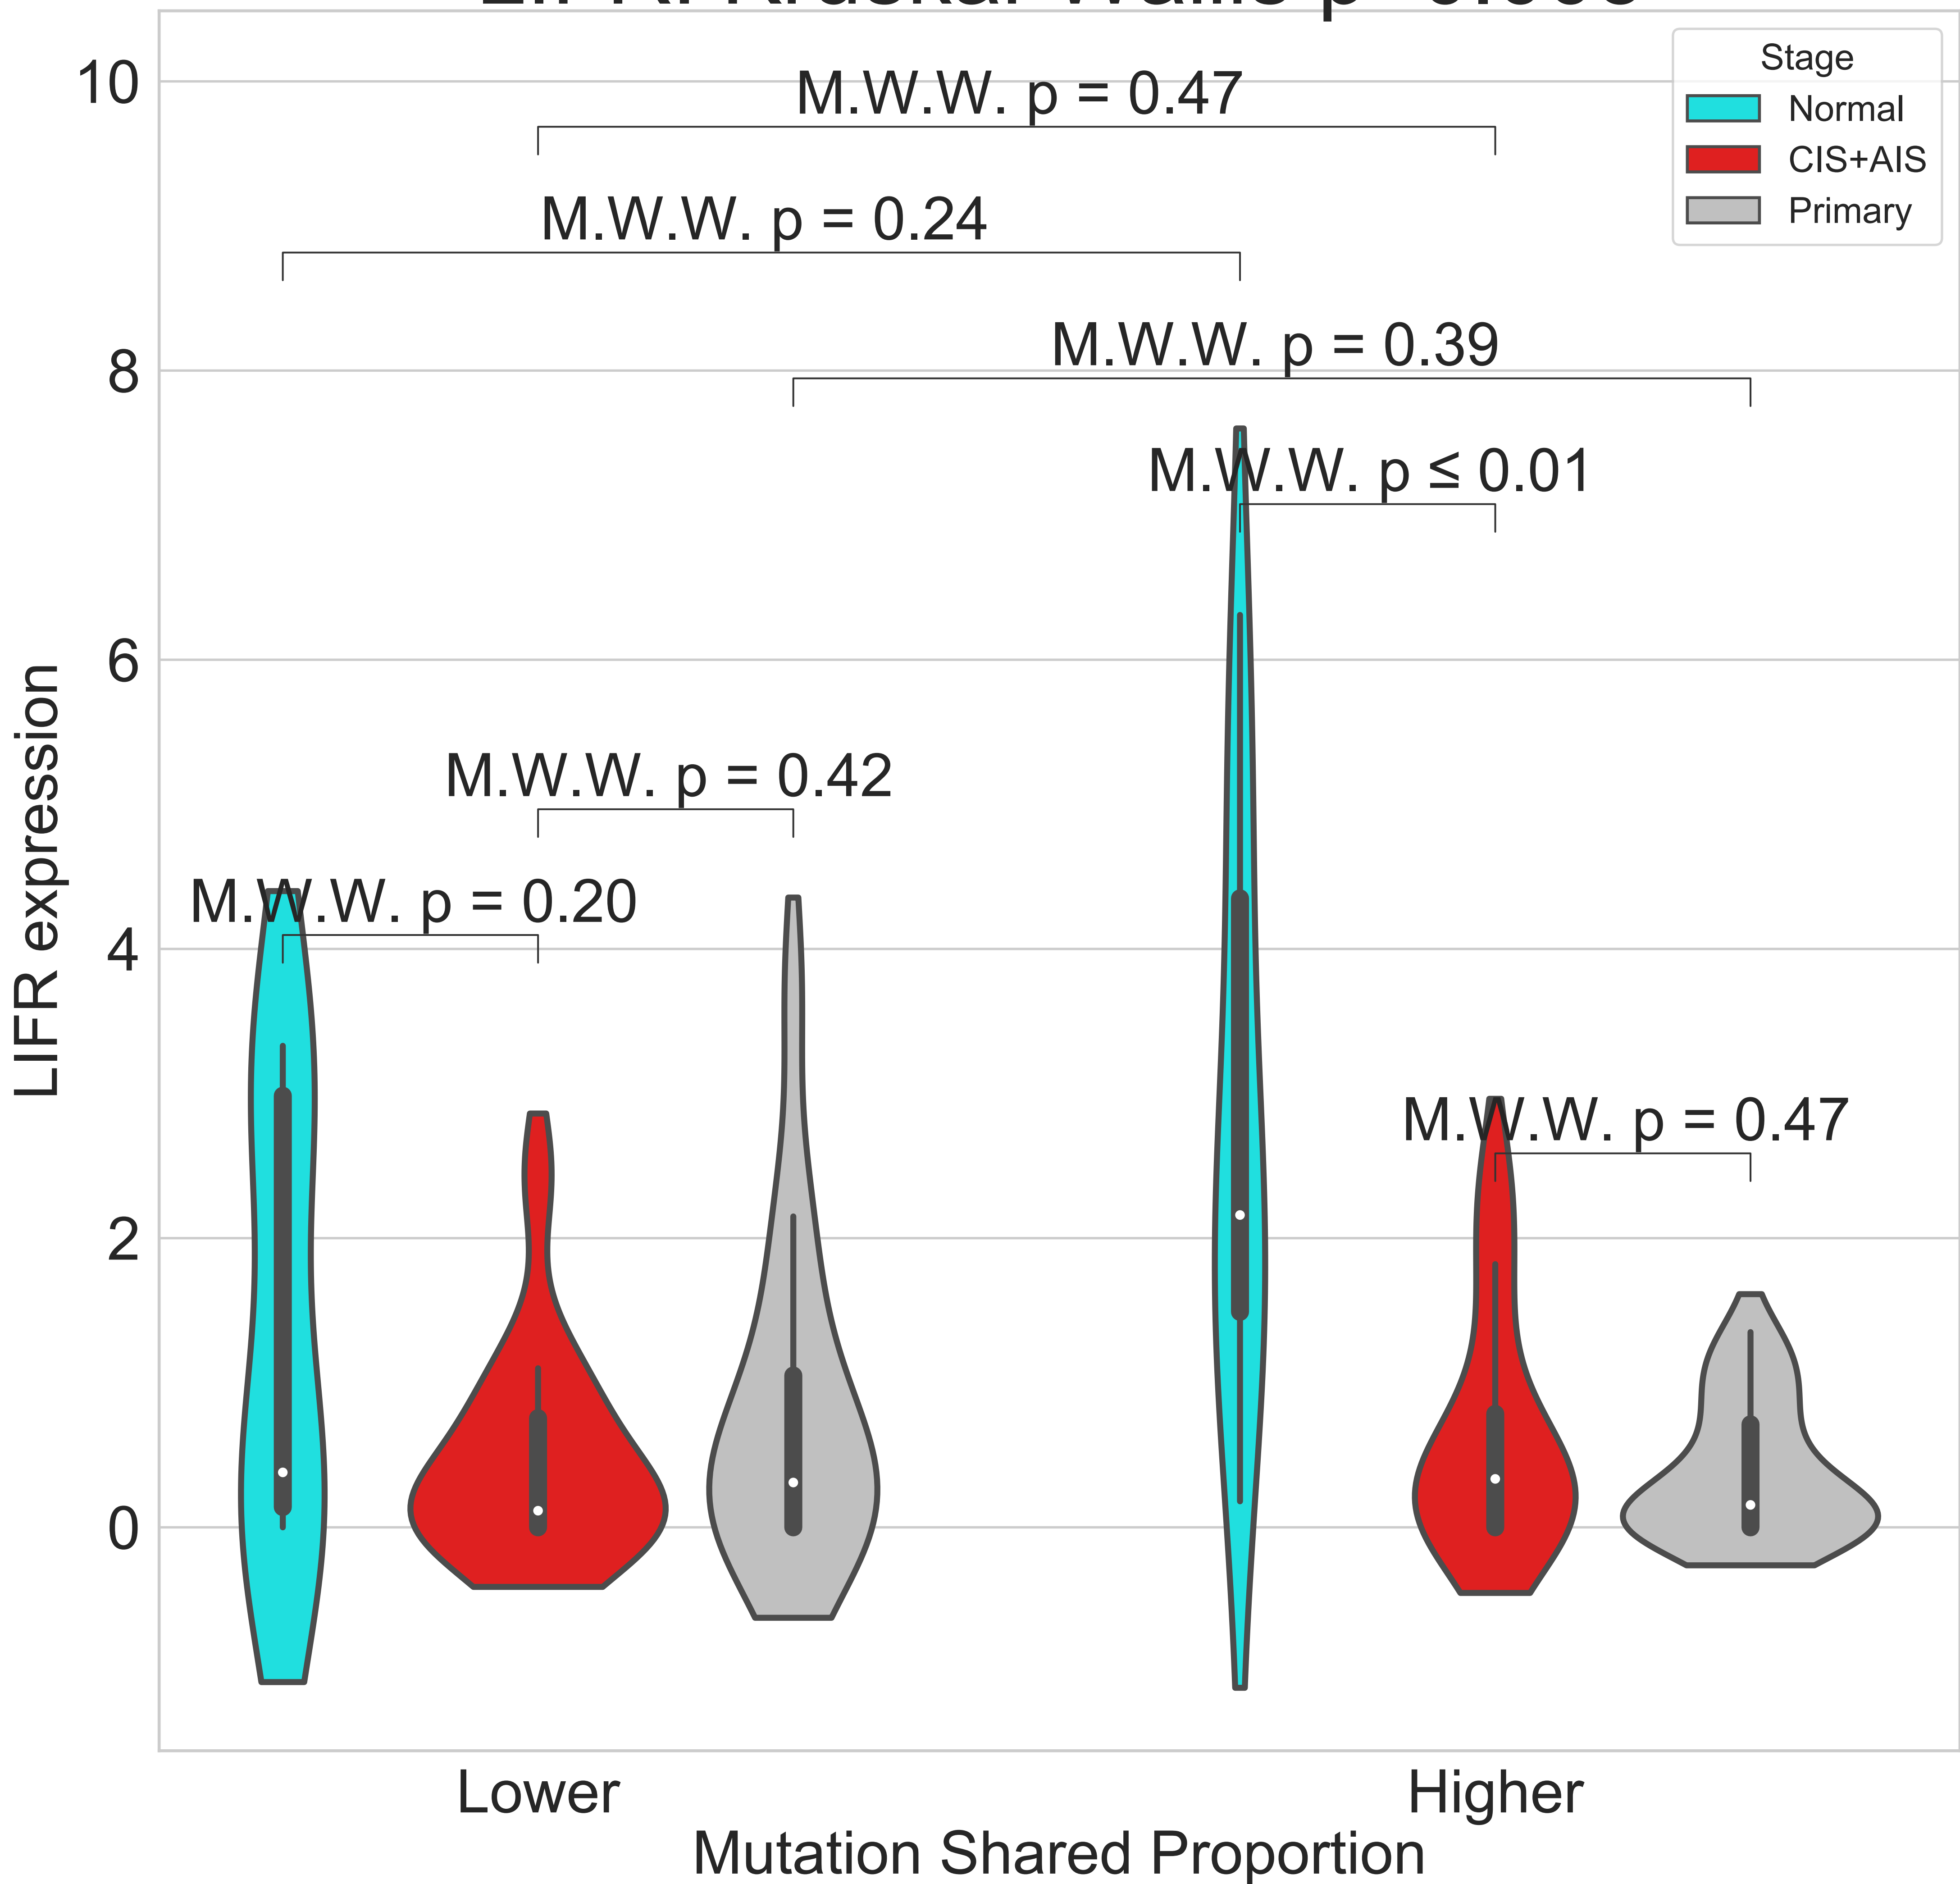 10
8
6
4
2
0
LIFR expression
M.W.W. p = 0.47
M.W.W. p = 0.24
M.W.W. p = 0.39
M.W.W. p ≤ 0.01
M.W.W. p = 0.42
M.W.W. p = 0.20
M.W.W. p = 0.47
Stage
Normal
CIS+AIS
Primary
Lower
Higher
Mutation Shared Proportion